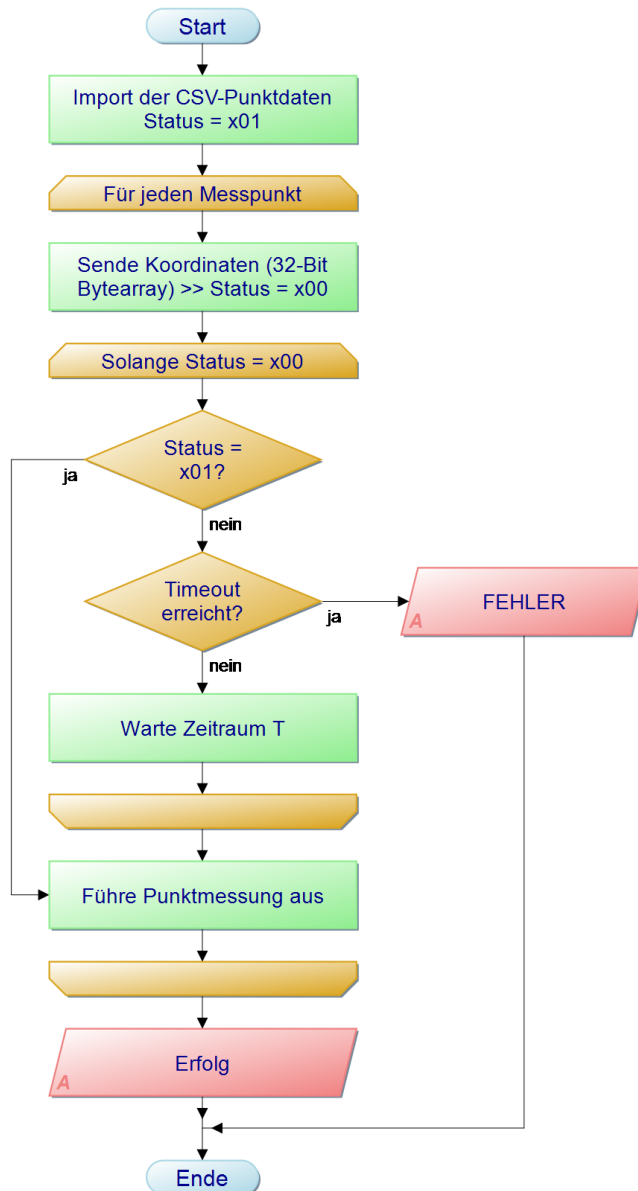 Start
Import der CSV-Punktdaten
Status = x01
Für jeden Messpunkt
Sende Koordinaten (32-Bit
Bytearray) >> Status = x00
Solange Status = x00
Status =
x01?
ja
nein
Timeout
erreicht?
ja
FEHLER
A
nein
Warte Zeitraum T
Führe Punktmessung aus
Erfolg
A
Ende